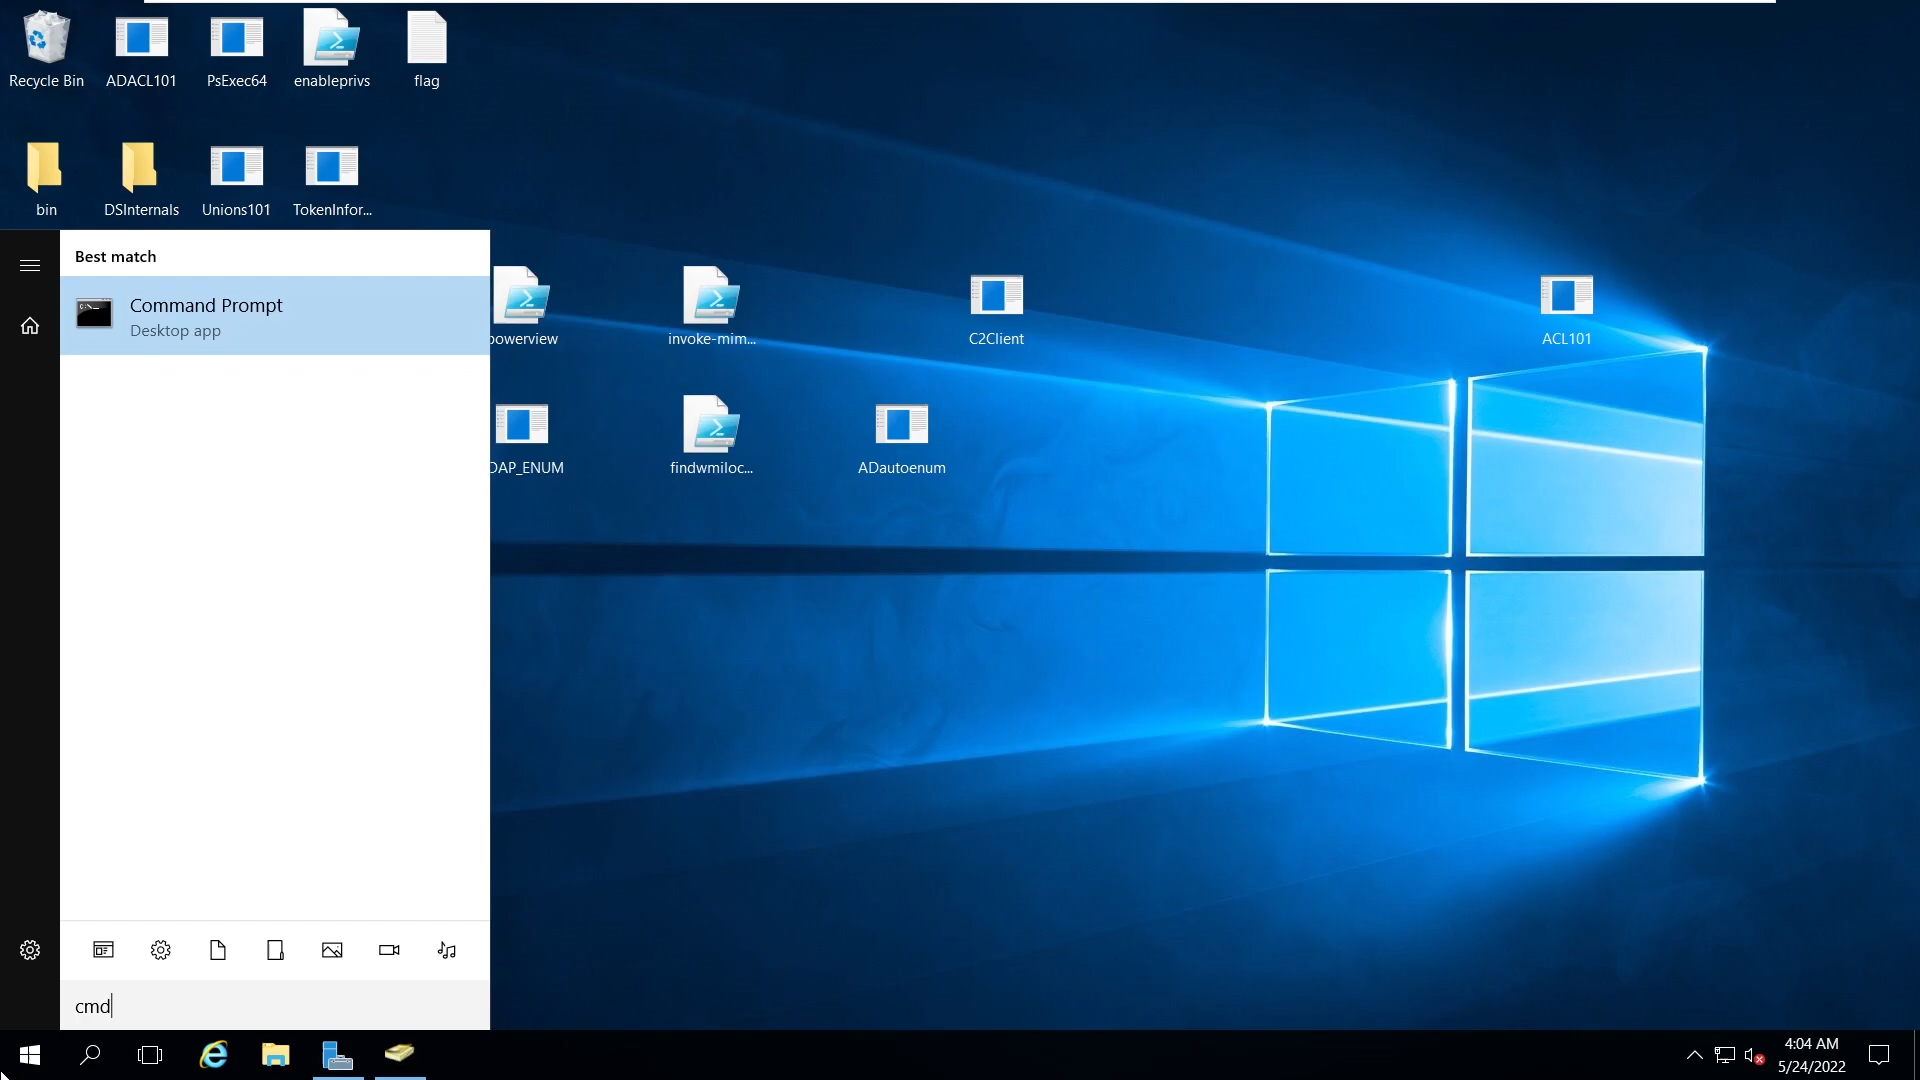 Recycle Bin
ADACL101
PsExec64
enableprivs
flag
bin
DSInternals
Unions101
TokenInfor...
Best match
Command Prompt
Desktop app
powerview
invoke-mim...
C2Client
ACL101
DAP_ENUM
findwmiloc...
ADautoenum
cmd
4:04 AM
5/24/2022